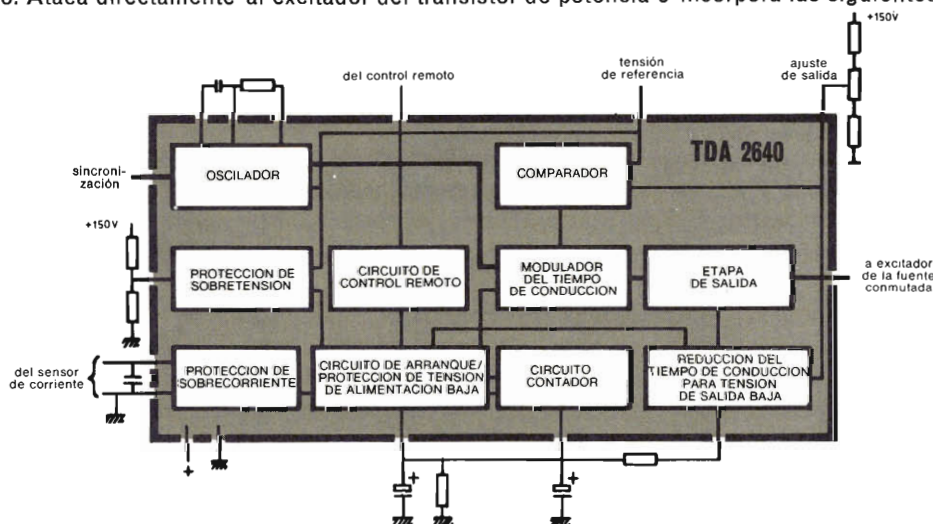 o. Ataca directamente al excitador del transistor de potencia e incorpora las siguientes
+150V
tensión
de referencia
ajuste
de salida
del control remoto
TDA 2640
sincroni-
zación
OSCILADOR
COMPARADOR
+150V
PROTECCION DE
SOBRETENSION
CIRCUITO DE
CONTROL REMOTO
MODULADOR
DEL TIEMPO
DE CONDUCCION
ETAPA
DE SALIDA
a excitador
de la fuente
conmutada
del sensor
de corriente
PROTECCION DE
SOBRECORRIENTE
CIRCUITO DE ARRANQUE/
PROTECCION DE TENSION
DE ALIMENTACION BAJA
CIRCUITO
CONTADOR
REDUCCION DEL
TIEMPO DE CONDUCCION
PARA TENSION
DE SALIDA BAJA
+
+
+